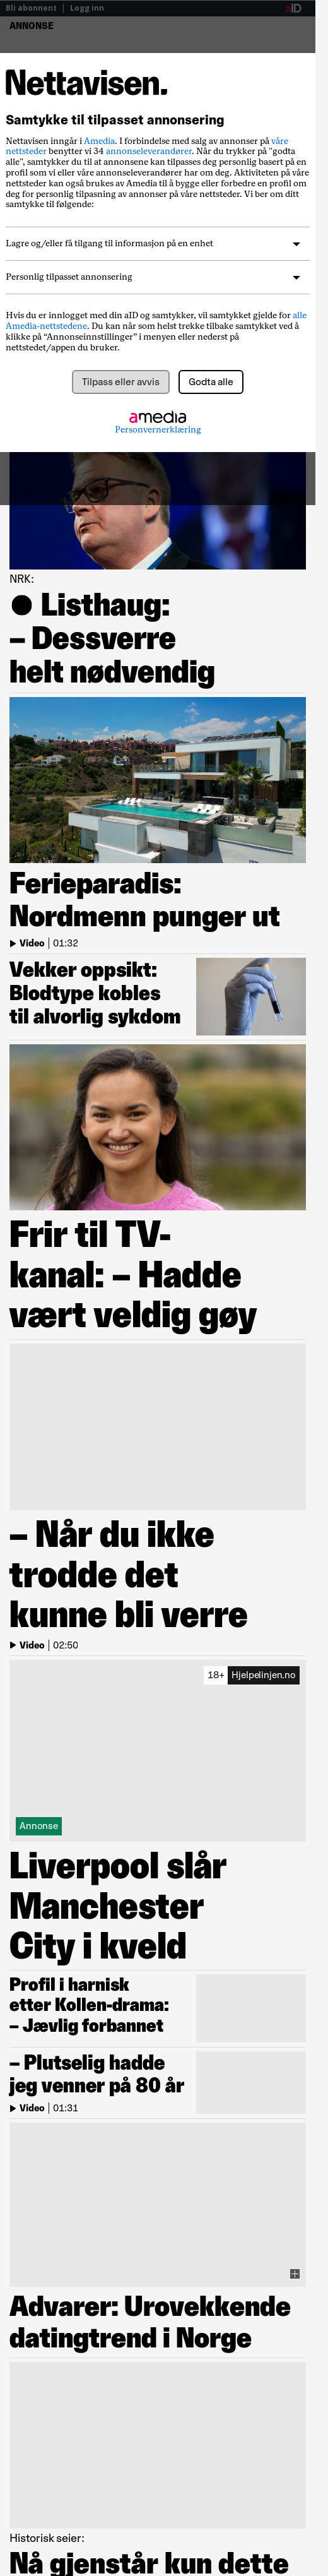 Bli abonnent | Logg inn
aID
ANNONSE
Nettavisen.
Samtykke til tilpasset annonsering
Nettavisen inngår i Amedia. I forbindelse med salg av annonser på våre
nettsteder benytter vi 34 annonseleverandører. Når du trykker på "godta
alle", samtykker du til at annonsene kan tilpasses deg personlig basert på en
profil som vi eller våre annonseleverandører har om deg. Aktiviteten på våre
nettsteder kan også brukes av Amedia til å bygge eller forbedre en profil om
deg for personlig tilpasning av annonser på våre nettsteder. Vi ber om ditt
samtykke til følgende:
Lagre og/eller få tilgang til informasjon på en enhet
Personlig tilpasset annonsering
Hvis du er innlogget med din aID og samtykker, vil samtykket gjelde for alle
Amedia-nettstedene. Du kan når som helst trekke tilbake samtykket ved å
klikke på “Annonseinnstillinger” i menyen eller nederst på
nettstedet/appen du bruker.
Tilpass eller avvis
Godta alle
amedia
Personvernerklæring
NRK:
● Listhaug:
– Dessverre
helt nødvendig
Ferieparadis:
Nordmenn punger ut
Video | 01:32
Vekker oppsikt:
Blodtype kobles
til alvorlig sykdom
Frir til TV-
kanal: – Hadde
vært veldig gøy
– Når du ikke
trodde det
kunne bli verre
Video | 02:50
18+ Hjelpelinjen.no
Annonse
Liverpool slår
Manchester
City i kveld
Profil i harnisk
etter Kollen-drama:
– Jævlig forbannet
– Plutselig hadde
jeg venner på 80 år
Video | 01:31
Advarer: Urovekkende
datingtrend i Norge
Historisk seier:
Nå gjenstår kun dette